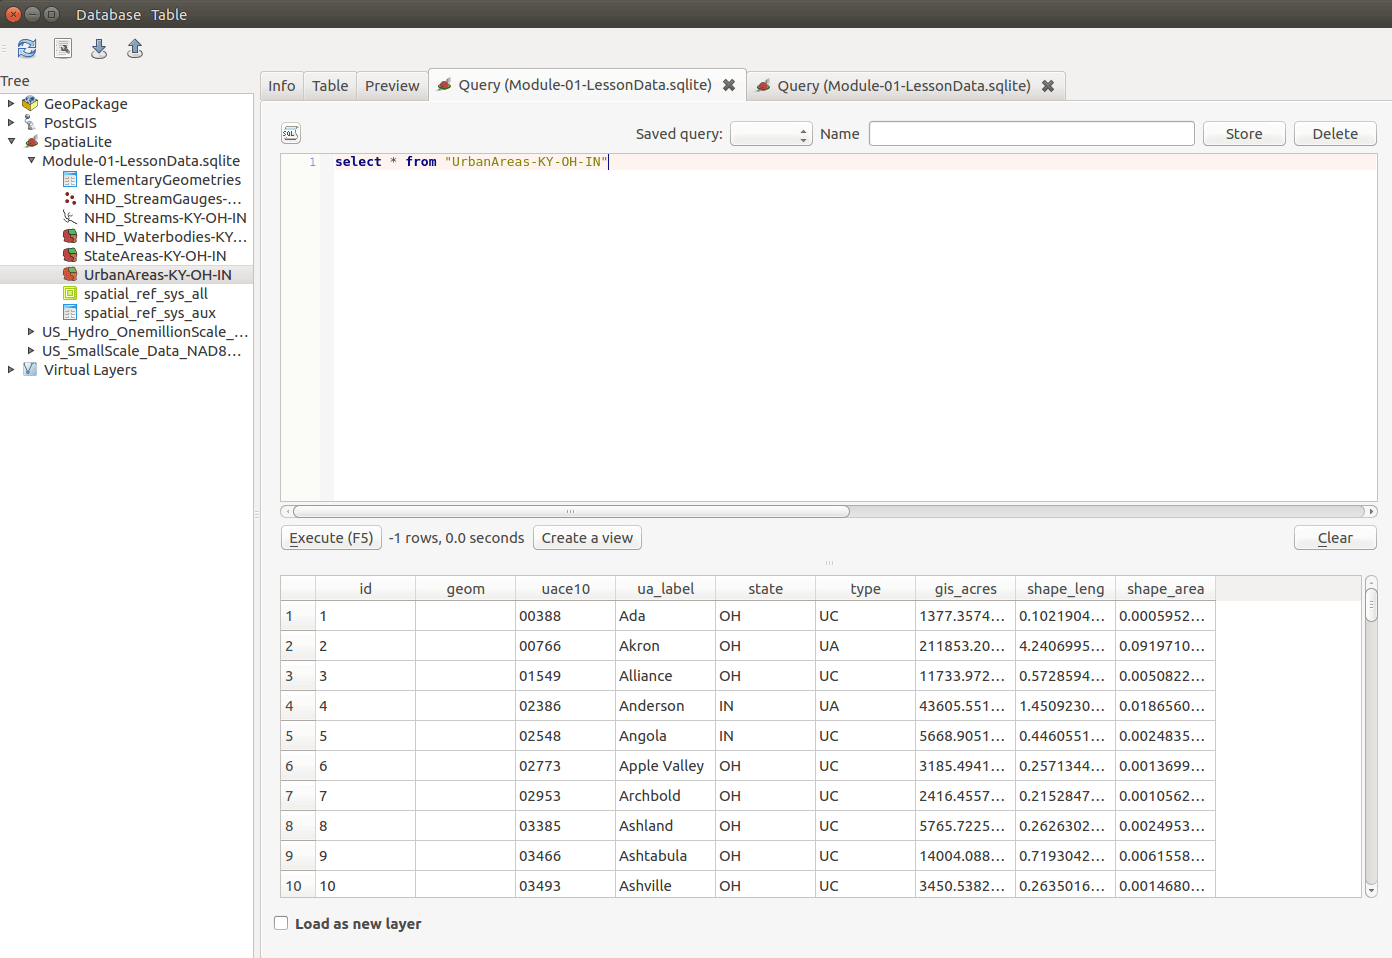 Database Table
Tree
GeoPackage
PostGIS
SpatiaLite
Module-01-LessonData.sqlite
ElementaryGeometries
NHD_StreamGauges-...
NHD_Streams-KY-OH-IN
NHD_Waterbodies-KY...
StateAreas-KY-OH-IN
UrbanAreas-KY-OH-IN
spatial_ref_sys_all
spatial_ref_sys_aux
US_Hydro_OnemillionScale_...
US_SmallScale_Data_NAD8...
Virtual Layers
Info Table Preview Query (Module-01-LessonData.sqlite) Query (Module-01-LessonData.sqlite)
SQL Saved query: Name Store Delete
1 select * from "UrbanAreas-KY-OH-IN"
Execute (F5) -1 rows, 0.0 seconds Create a view Clear
id geom uace10 ua_label state type gis_acres shape_leng shape_area
1 1 00388 Ada OH UC 1377.3574... 0.1021904... 0.0005952...
2 2 00766 Akron OH UA 211853.20... 4.2406995... 0.0919710...
3 3 01549 Alliance OH UC 11733.972... 0.5728594... 0.0050822...
4 4 02386 Anderson IN UA 43605.551... 1.4509230... 0.0186560...
5 5 02548 Angola IN UC 5668.9051... 0.4460551... 0.0024835...
6 6 02773 Apple Valley OH UC 3185.4941... 0.2571344... 0.0013699...
7 7 02953 Archbold OH UC 2416.4557... 0.2152847... 0.0010562...
8 8 03385 Ashland OH UC 5765.7225... 0.2626302... 0.0024953...
9 9 03466 Ashtabula OH UC 14004.088... 0.7193042... 0.0061558...
10 10 03493 Ashville OH UC 3450.5382... 0.2635016... 0.0014680...
Load as new layer